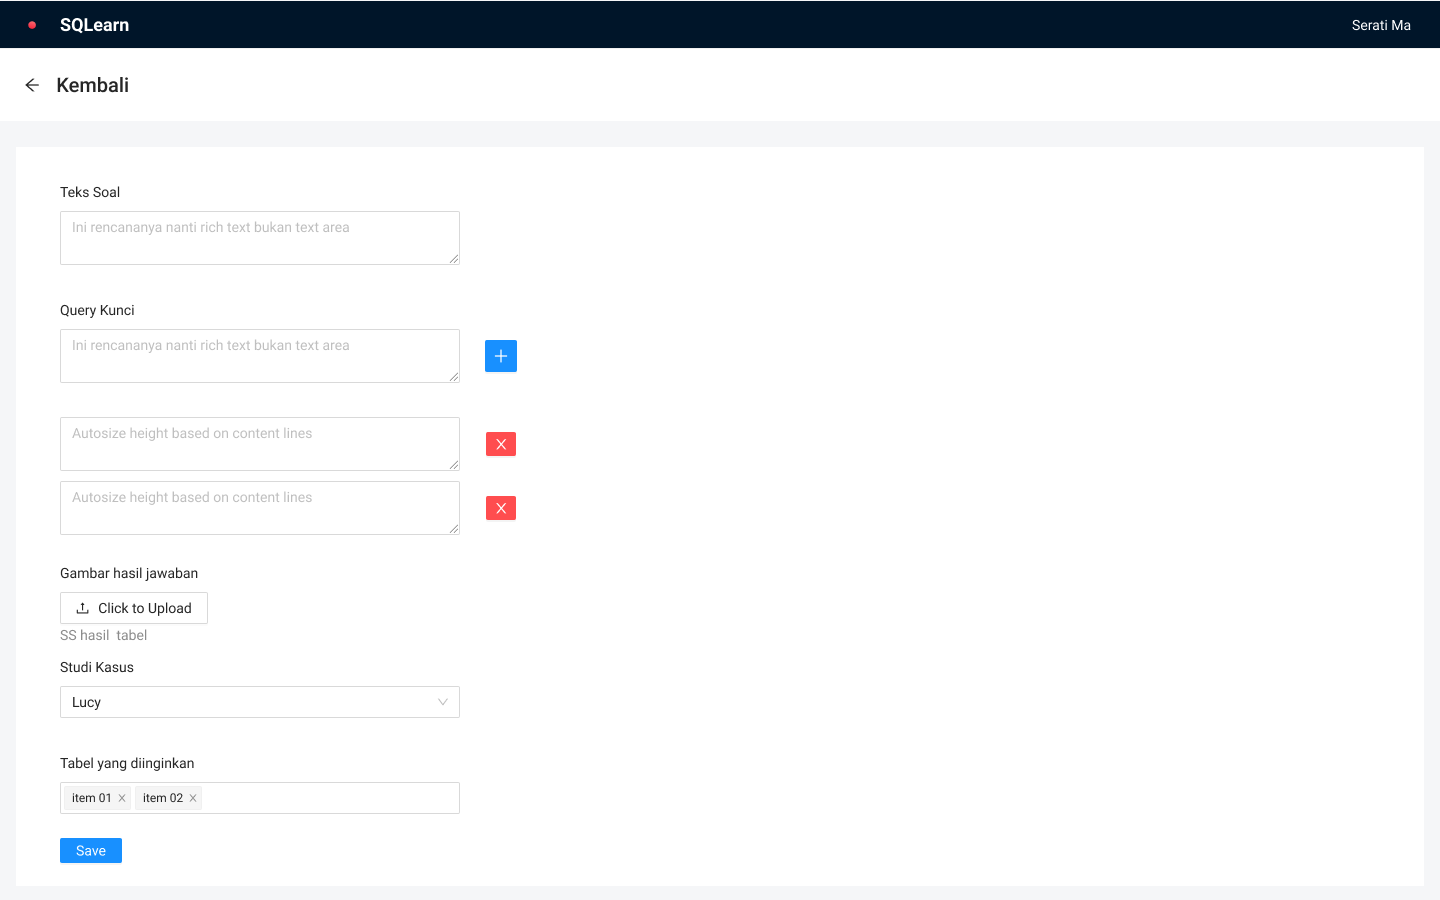 SQLearn
Serati Ma
Kembali
Teks Soal
Ini rencananya nanti rich text bukan text area
Query Kunci
Ini rencananya nanti rich text bukan text area
Autosize height based on content lines
Autosize height based on content lines
Gambar hasil jawaban
Click to Upload
SS hasil  tabel
Studi Kasus
Lucy
Tabel yang diinginkan
item 01 item 02
Save